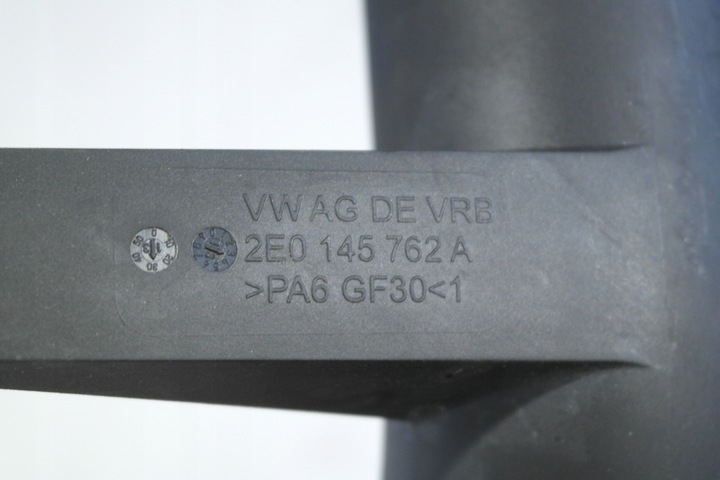 VW AG DE VRB
2E0 145 762 A
>PA6 GF30<1